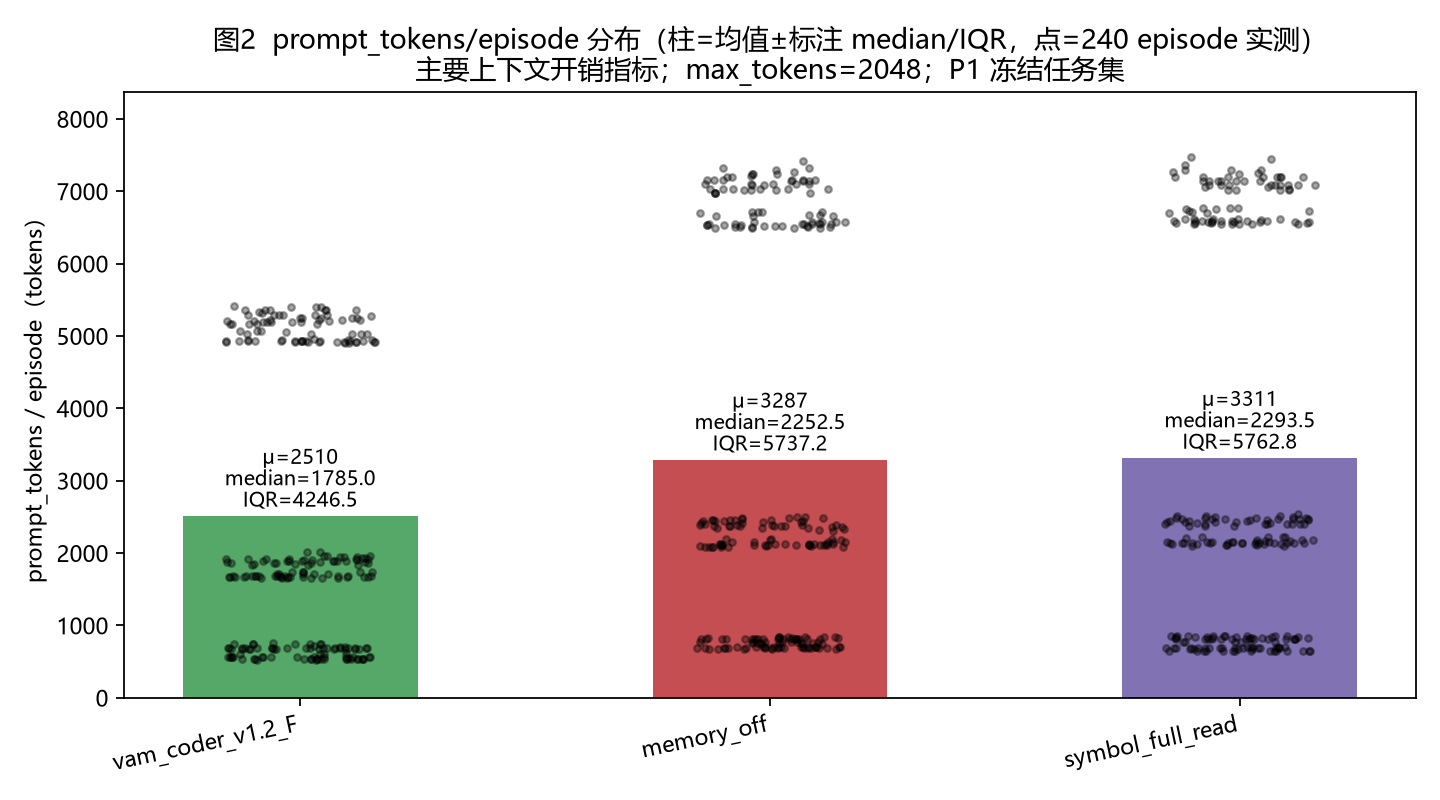 图2  prompt_tokens/episode 分布（柱=均值±标注 median/IQR，点=240 episode 实测）
主要上下文开销指标；max_tokens=2048；P1 冻结任务集
prompt_tokens / episode（tokens）
8000
7000
6000
5000
4000
3000
2000
1000
0
μ=2510
median=1785.0
IQR=4246.5
μ=3287
median=2252.5
IQR=5737.2
μ=3311
median=2293.5
IQR=5762.8
vam_coder_v1.2_F
memory_off
symbol_full_read